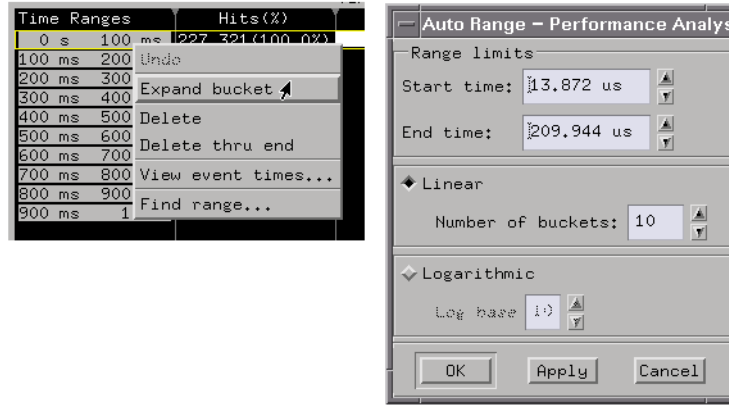 Time Ranges Hits(%)
0 s 100 ms 227 321(100 0%)
100 ms 200 Undo
200 ms 300 Expand bucket
300 ms 400
400 ms 500 Delete
500 ms 600 Delete thru end
600 ms 700
700 ms 800 View event times...
800 ms 900 Find range...
900 ms 1
Auto Range – Performance Analys
Range limits
Start time: 13.872 us
End time: 209.944 us
Linear
Number of buckets: 10
Logarithmic
Log base 10
OK Apply Cancel